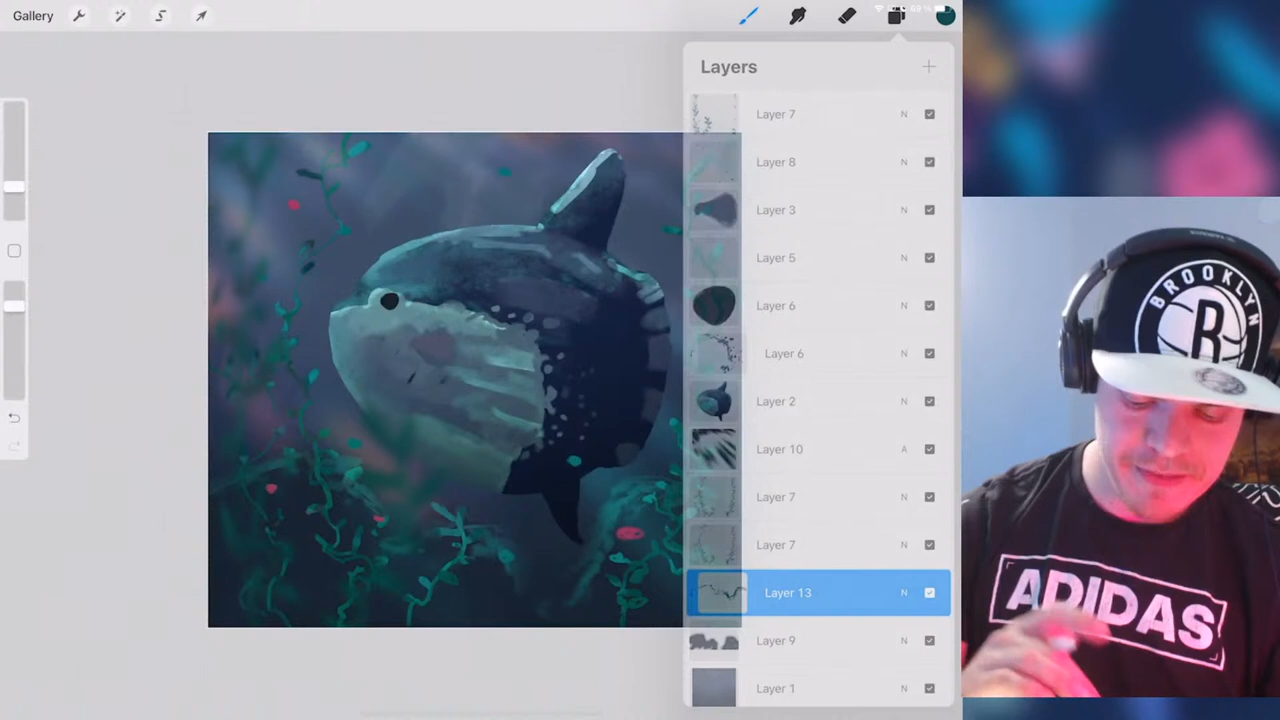 Gallery
Layers
Layer 7 N
Layer 8 N
Layer 3 N
Layer 5 N
Layer 6 N
Layer 6 N
Layer 2 N
Layer 10 A
Layer 7 N
Layer 7 N
Layer 13 N
Layer 9 N
Layer 1 N
BROOKLYN
B
ADIDAS